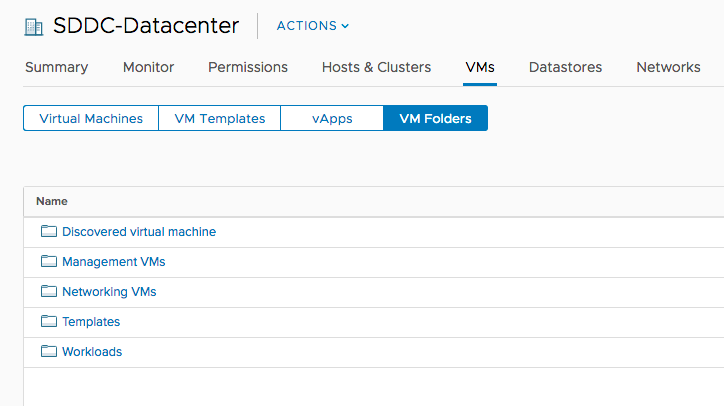 SDDC-Datacenter ACTIONS
Summary Monitor Permissions Hosts & Clusters VMs Datastores Networks
Virtual Machines VM Templates vApps VM Folders
Name
Discovered virtual machine
Management VMs
Networking VMs
Templates
Workloads